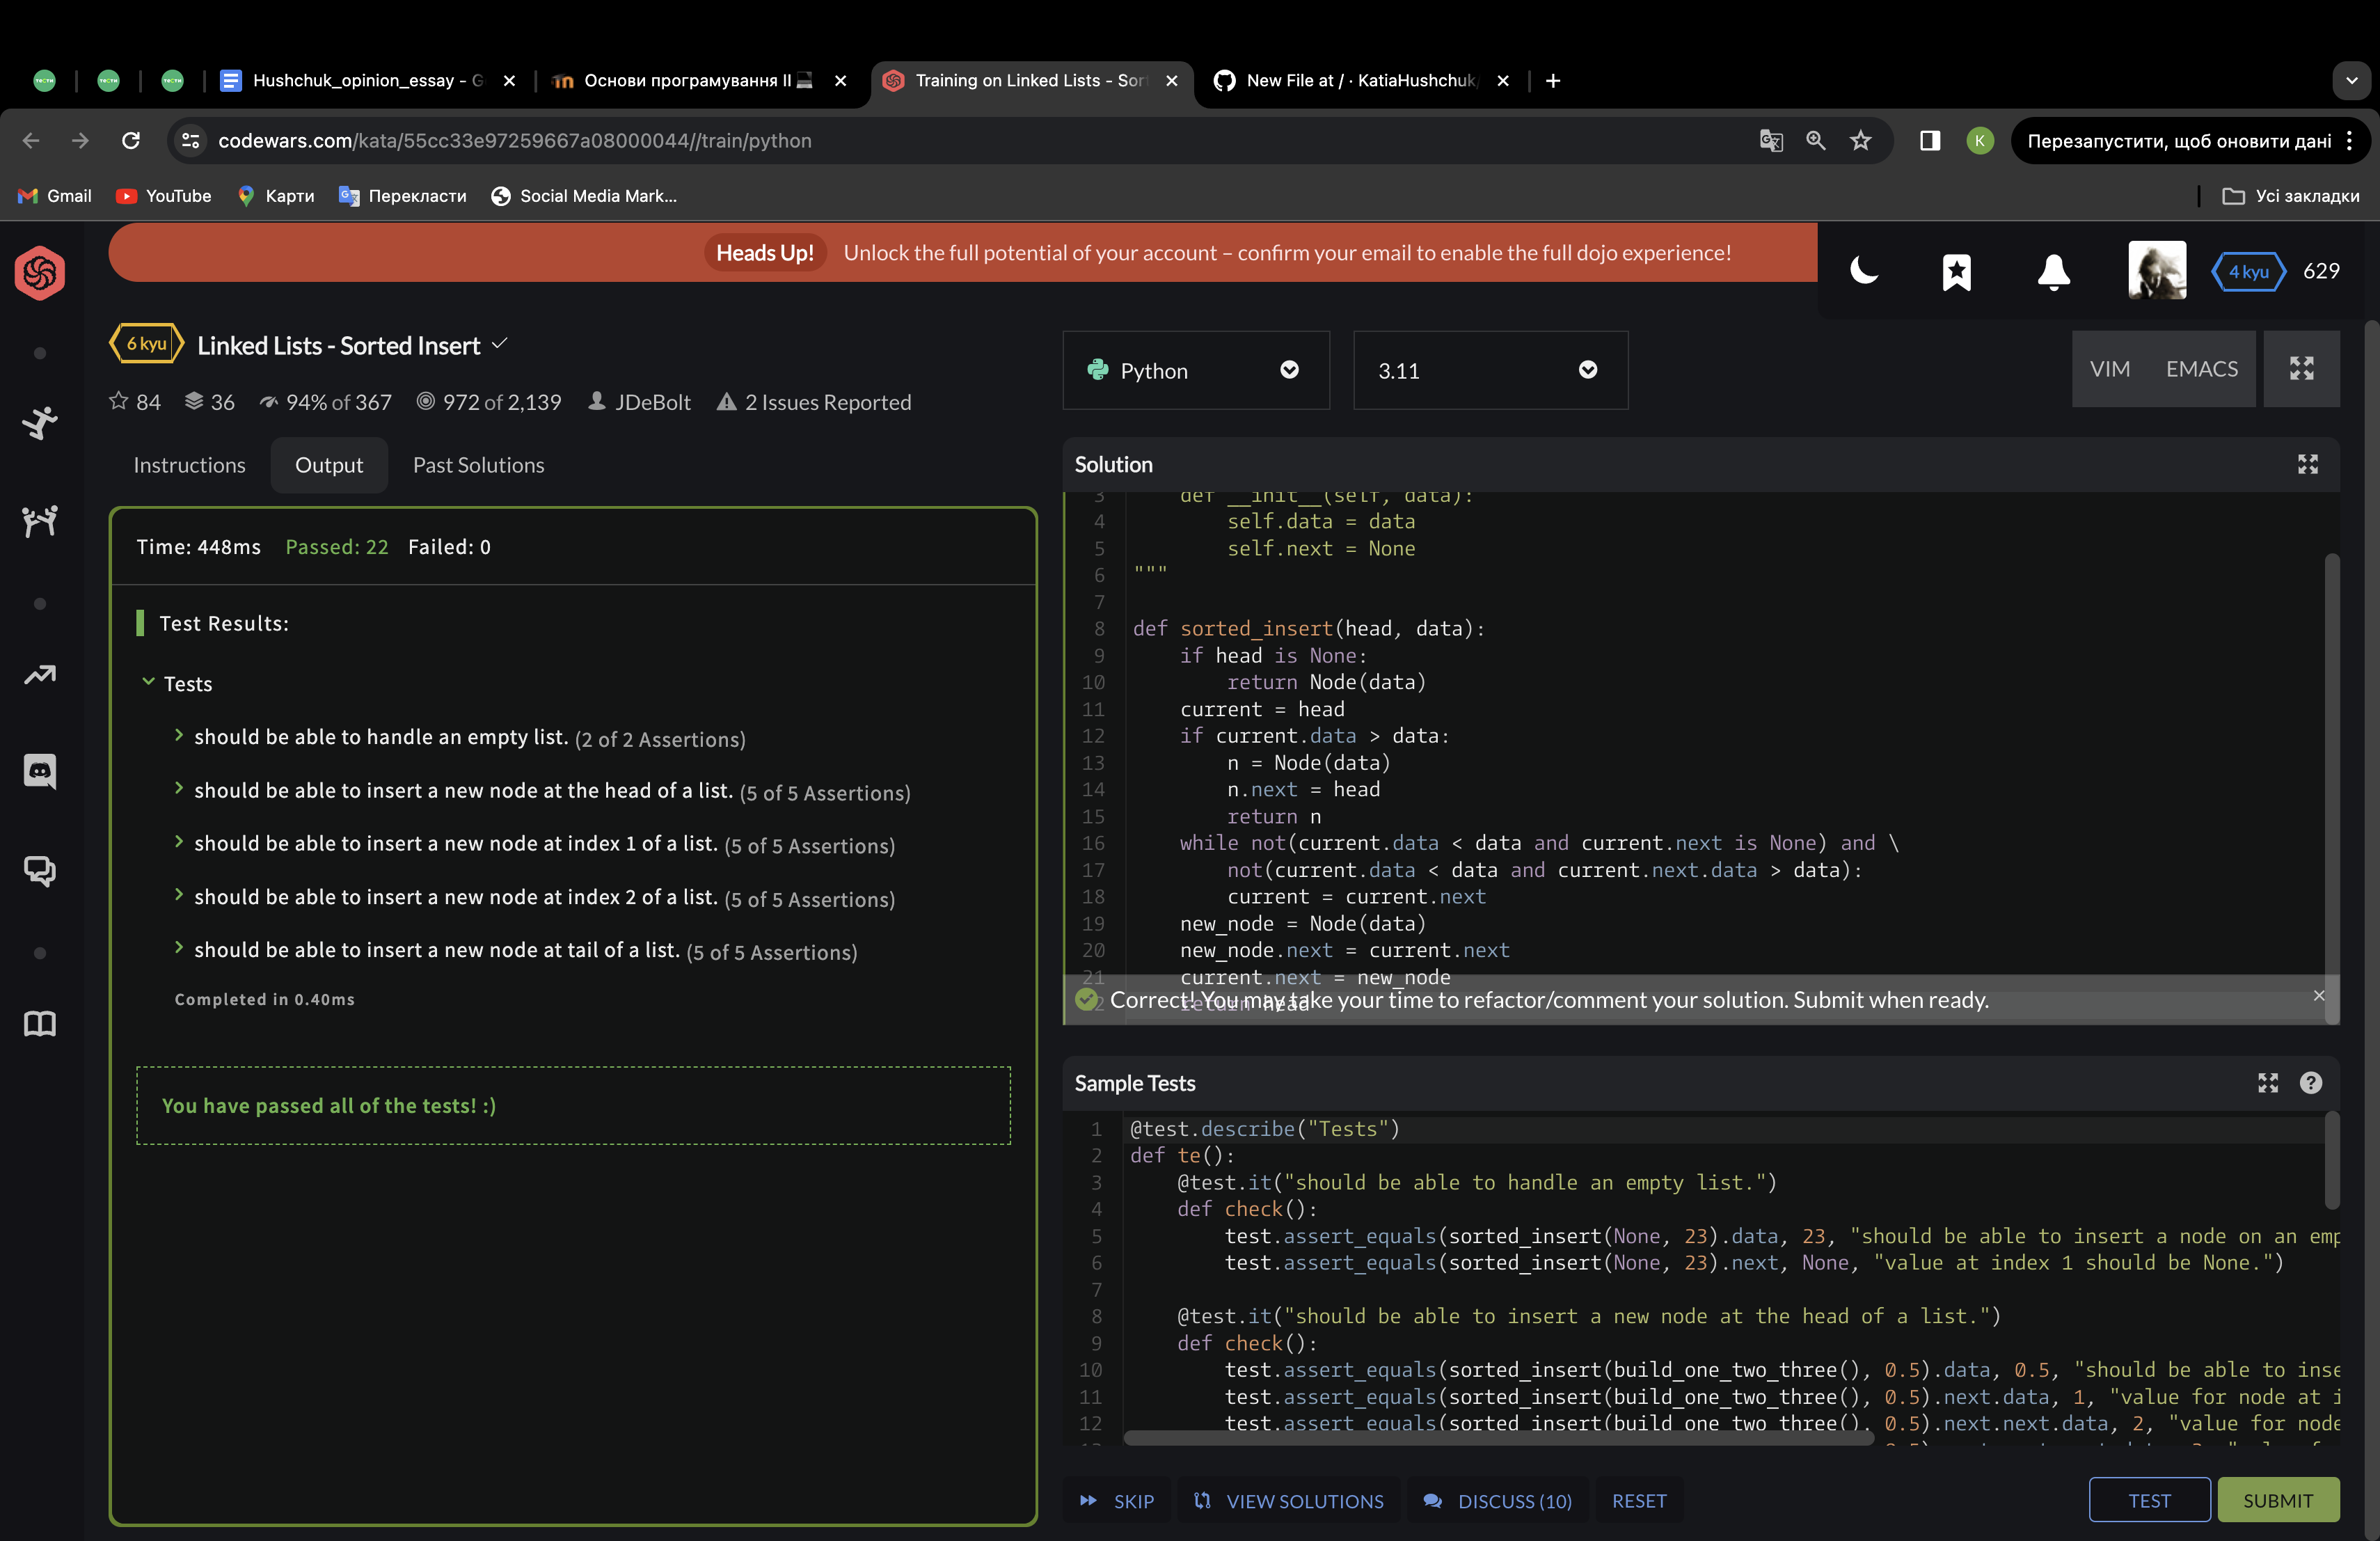 тести
тести
тести
Hushchuk_opinion_essay - G
Основи програмування ІІ
Training on Linked Lists - Sor
New File at / · KatiaHushchuk
codewars.com/kata/55cc33e97259667a08000044//train/python
K
Перезапустити, щоб оновити дані
Gmail
YouTube
Карти
Перекласти
Social Media Mark...
Усі закладки
Heads Up! Unlock the full potential of your account – confirm your email to enable the full dojo experience!
4 kyu 629
6 kyu Linked Lists - Sorted Insert
84 36 94% of 367 972 of 2,139 JDeBolt 2 Issues Reported
Instructions Output Past Solutions
Time: 448ms Passed: 22 Failed: 0
Test Results:
Tests
should be able to handle an empty list. (2 of 2 Assertions)
should be able to insert a new node at the head of a list. (5 of 5 Assertions)
should be able to insert a new node at index 1 of a list. (5 of 5 Assertions)
should be able to insert a new node at index 2 of a list. (5 of 5 Assertions)
should be able to insert a new node at tail of a list. (5 of 5 Assertions)
Completed in 0.40ms
You have passed all of the tests! :)
Python 3.11 VIM EMACS
Solution
3 def __init__(self, data):
4 self.data = data
5 self.next = None
6 """
7
8 def sorted_insert(head, data):
9 if head is None:
10 return Node(data)
11 current = head
12 if current.data > data:
13 n = Node(data)
14 n.next = head
15 return n
16 while not(current.data < data and current.next is None) and \
17 not(current.data < data and current.next.data > data):
18 current = current.next
19 new_node = Node(data)
20 new_node.next = current.next
21 current.next = new_node
return head
Correct! You may take your time to refactor/comment your solution. Submit when ready.
Sample Tests
1 @test.describe("Tests")
2 def te():
3 @test.it("should be able to handle an empty list.")
4 def check():
5 test.assert_equals(sorted_insert(None, 23).data, 23, "should be able to insert a node on an emp
6 test.assert_equals(sorted_insert(None, 23).next, None, "value at index 1 should be None.")
7
8 @test.it("should be able to insert a new node at the head of a list.")
9 def check():
10 test.assert_equals(sorted_insert(build_one_two_three(), 0.5).data, 0.5, "should be able to inse
11 test.assert_equals(sorted_insert(build_one_two_three(), 0.5).next.data, 1, "value for node at i
12 test.assert_equals(sorted_insert(build_one_two_three(), 0.5).next.next.data, 2, "value for node
SKIP VIEW SOLUTIONS DISCUSS (10) RESET TEST SUBMIT